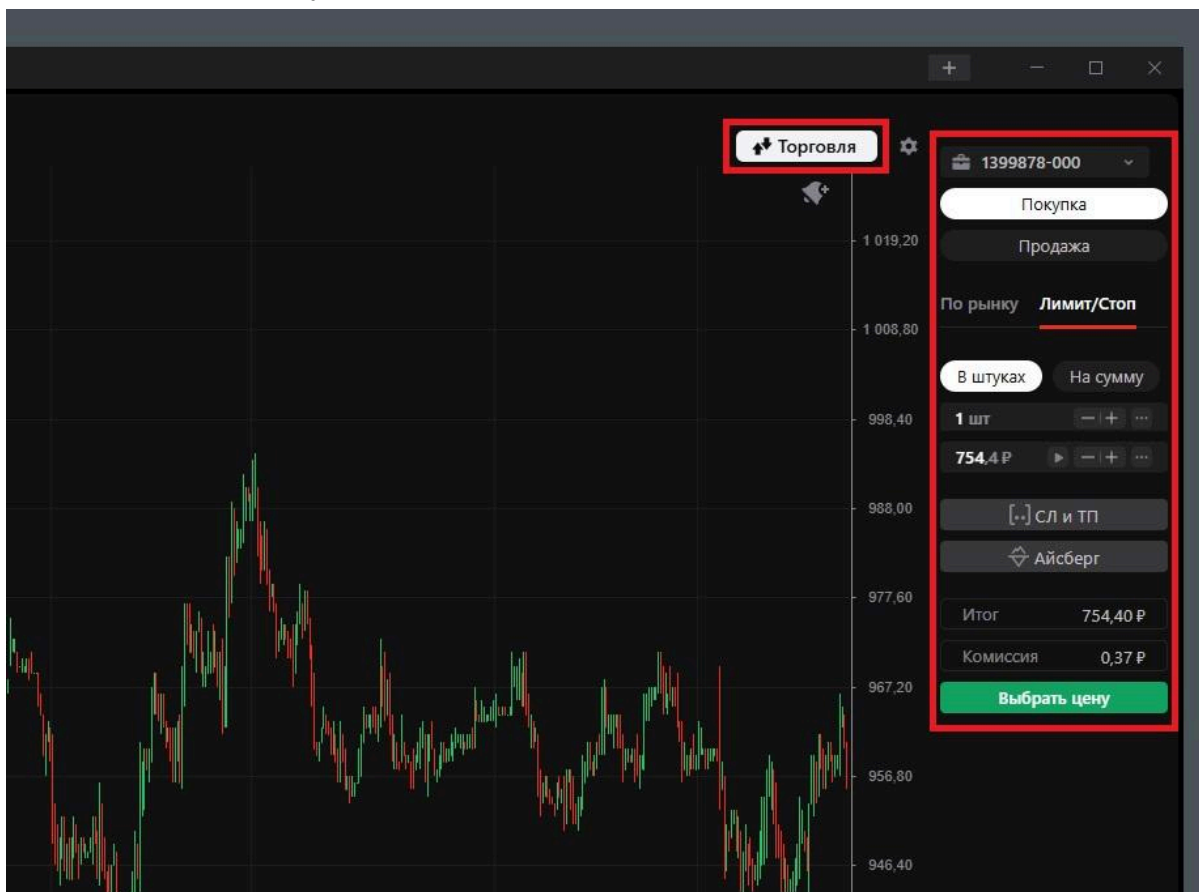 Торговля
1399878-000
Покупка
Продажа
По рынку Лимит/Стоп
В штуках На сумму
1 шт
754,4 ₽
СЛ и ТП
Айсберг
Итог 754,40 ₽
Комиссия 0,37 ₽
Выбрать цену
1 019,20
1 008,80
998,40
988,00
977,60
967,20
956,80
946,40